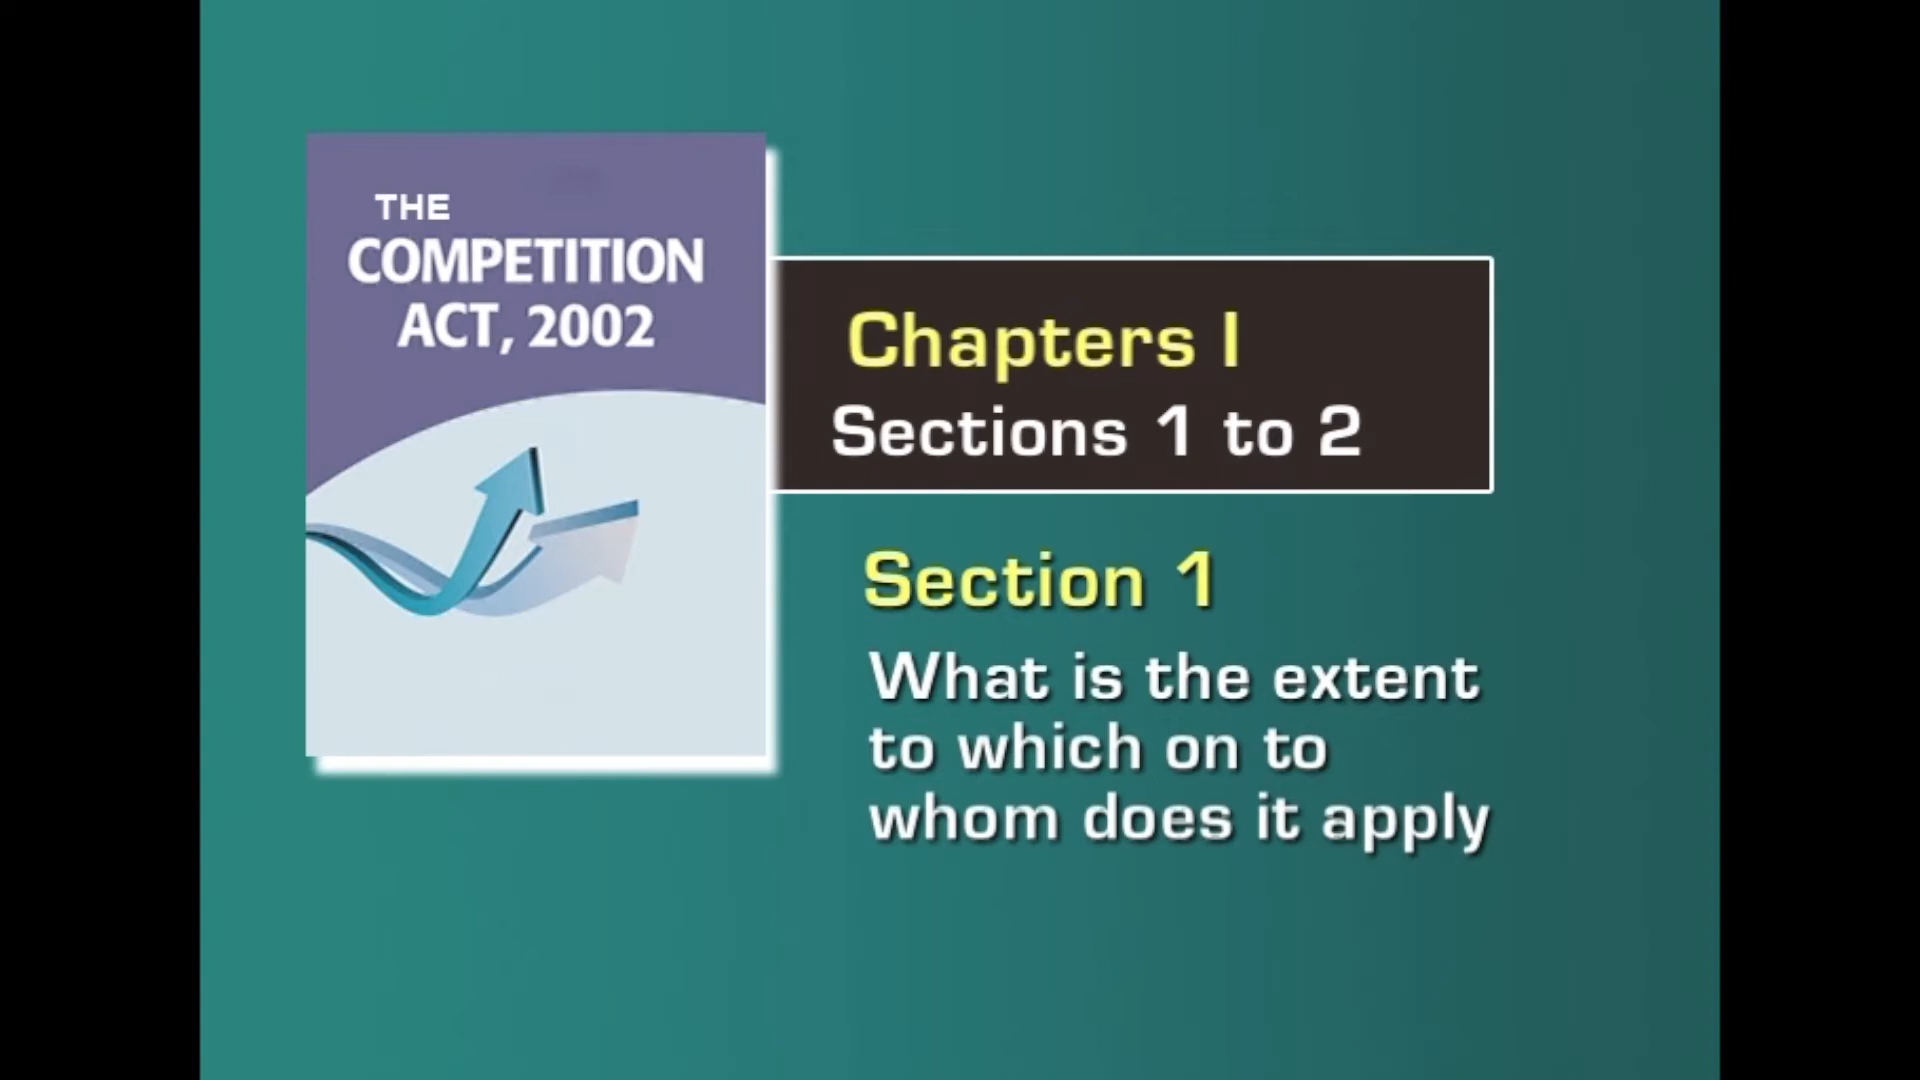 THE
COMPETITION
ACT, 2002
Chapters I
Sections 1 to 2
Section 1
What is the extent
to which on to
whom does it apply